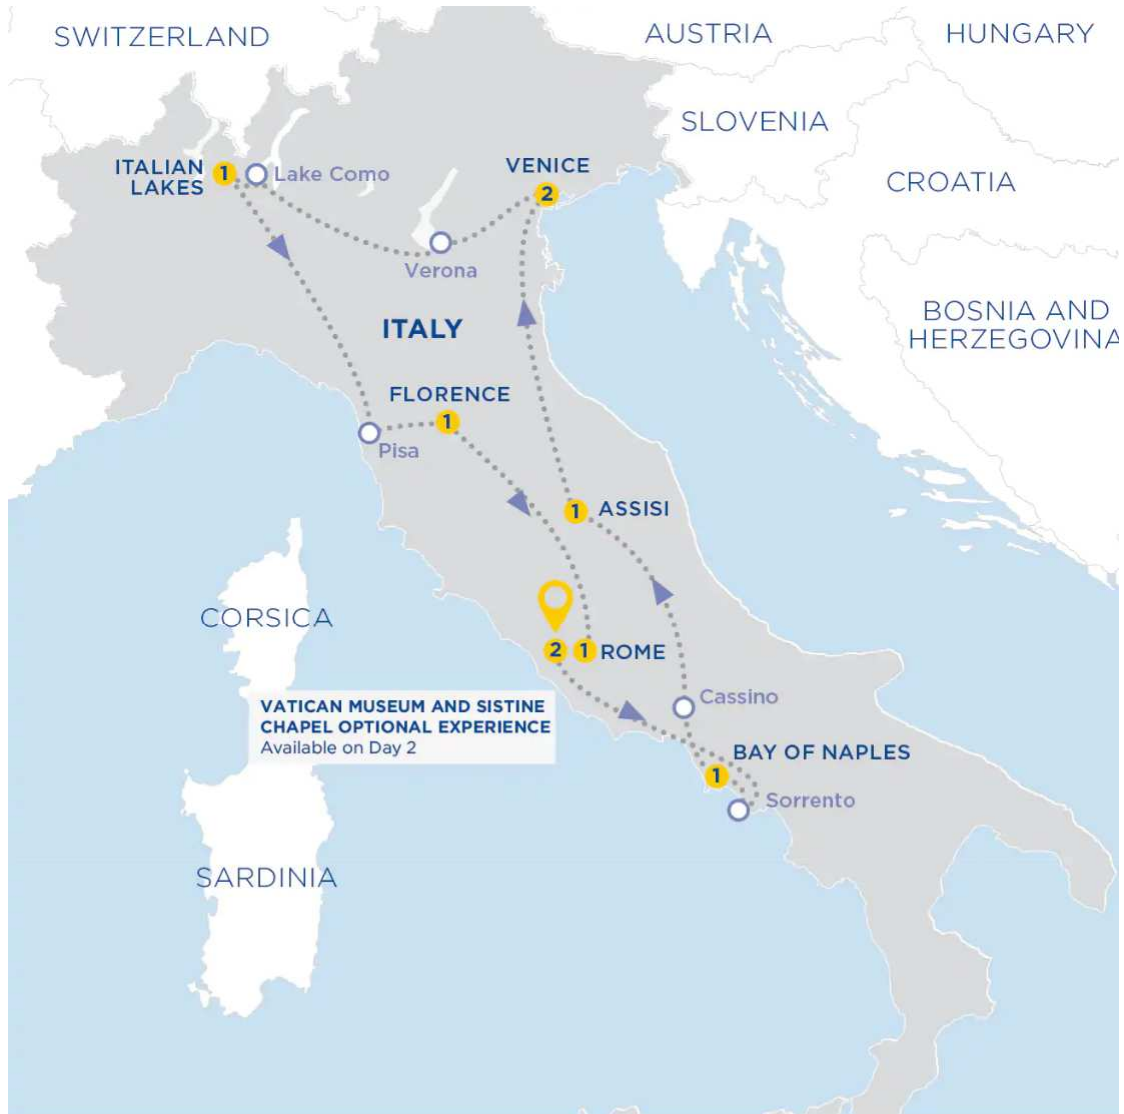 SWITZERLAND
AUSTRIA
HUNGARY
SLOVENIA
ITALIAN
LAKES
1
Lake Como
VENICE
2
CROATIA
Verona
BOSNIA AND
HERZEGOVINA
ITALY
FLORENCE
1
Pisa
1
ASSISI
CORSICA
2
1
ROME
VATICAN MUSEUM AND SISTINE
CHAPEL OPTIONAL EXPERIENCE
Available on Day 2
Cassino
BAY OF NAPLES
1
Sorrento
SARDINIA